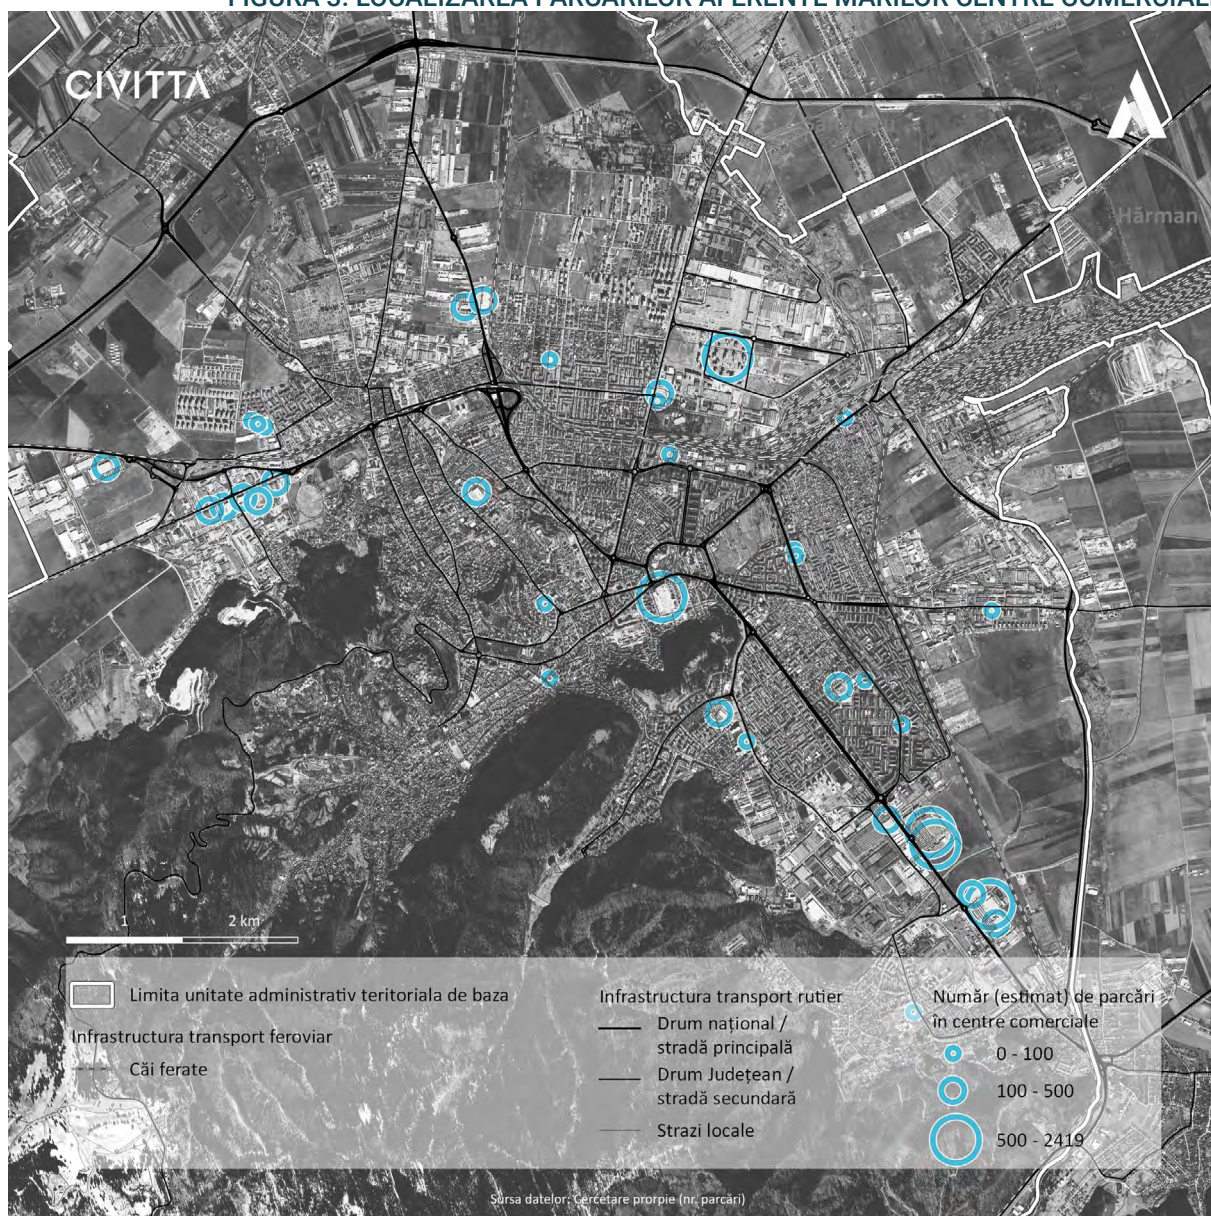 FIGURA 3. LOCALIZAREA PARCĂRILOR AFERENTE MARILOR CENTRE COMERCIALE
CIVITTA
Hărman
1 2 km
Limita unitate administrativ teritoriala de baza
Infrastructura transport feroviar
Căi ferate
Infrastructura transport rutier
Drum național /
stradă principală
Drum Județean /
stradă secundară
Strazi locale
Număr (estimat) de parcări
în centre comerciale
0 - 100
100 - 500
500 - 2419
Sursa datelor: Cercetare prorpie (nr. parcări)